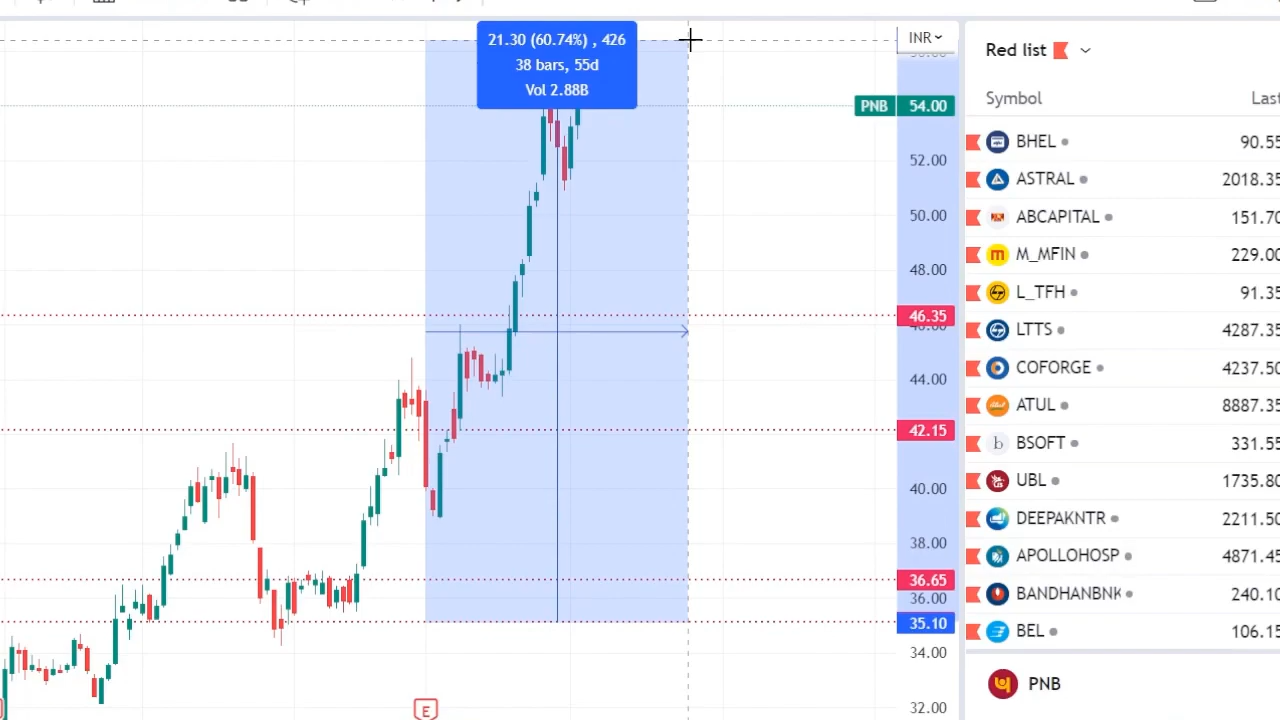 21.30 (60.74%) , 426
38 bars, 55d
Vol 2.88B
INR
PNB 54.00
52.00
50.00
48.00
46.35
44.00
42.15
40.00
38.00
36.65
36.00
35.10
34.00
32.00
E
Red list
Symbol Last
BHEL 90.55
ASTRAL 2018.35
ABCAPITAL 151.70
M_MFIN 229.00
L_TFH 91.35
LTTS 4287.35
COFORGE 4237.50
ATUL 8887.35
b BSOFT 331.55
UBL 1735.80
DEEPAKNTR 2211.50
APOLLOHOSP 4871.45
BANDHANBNK 240.10
BEL 106.15
PNB